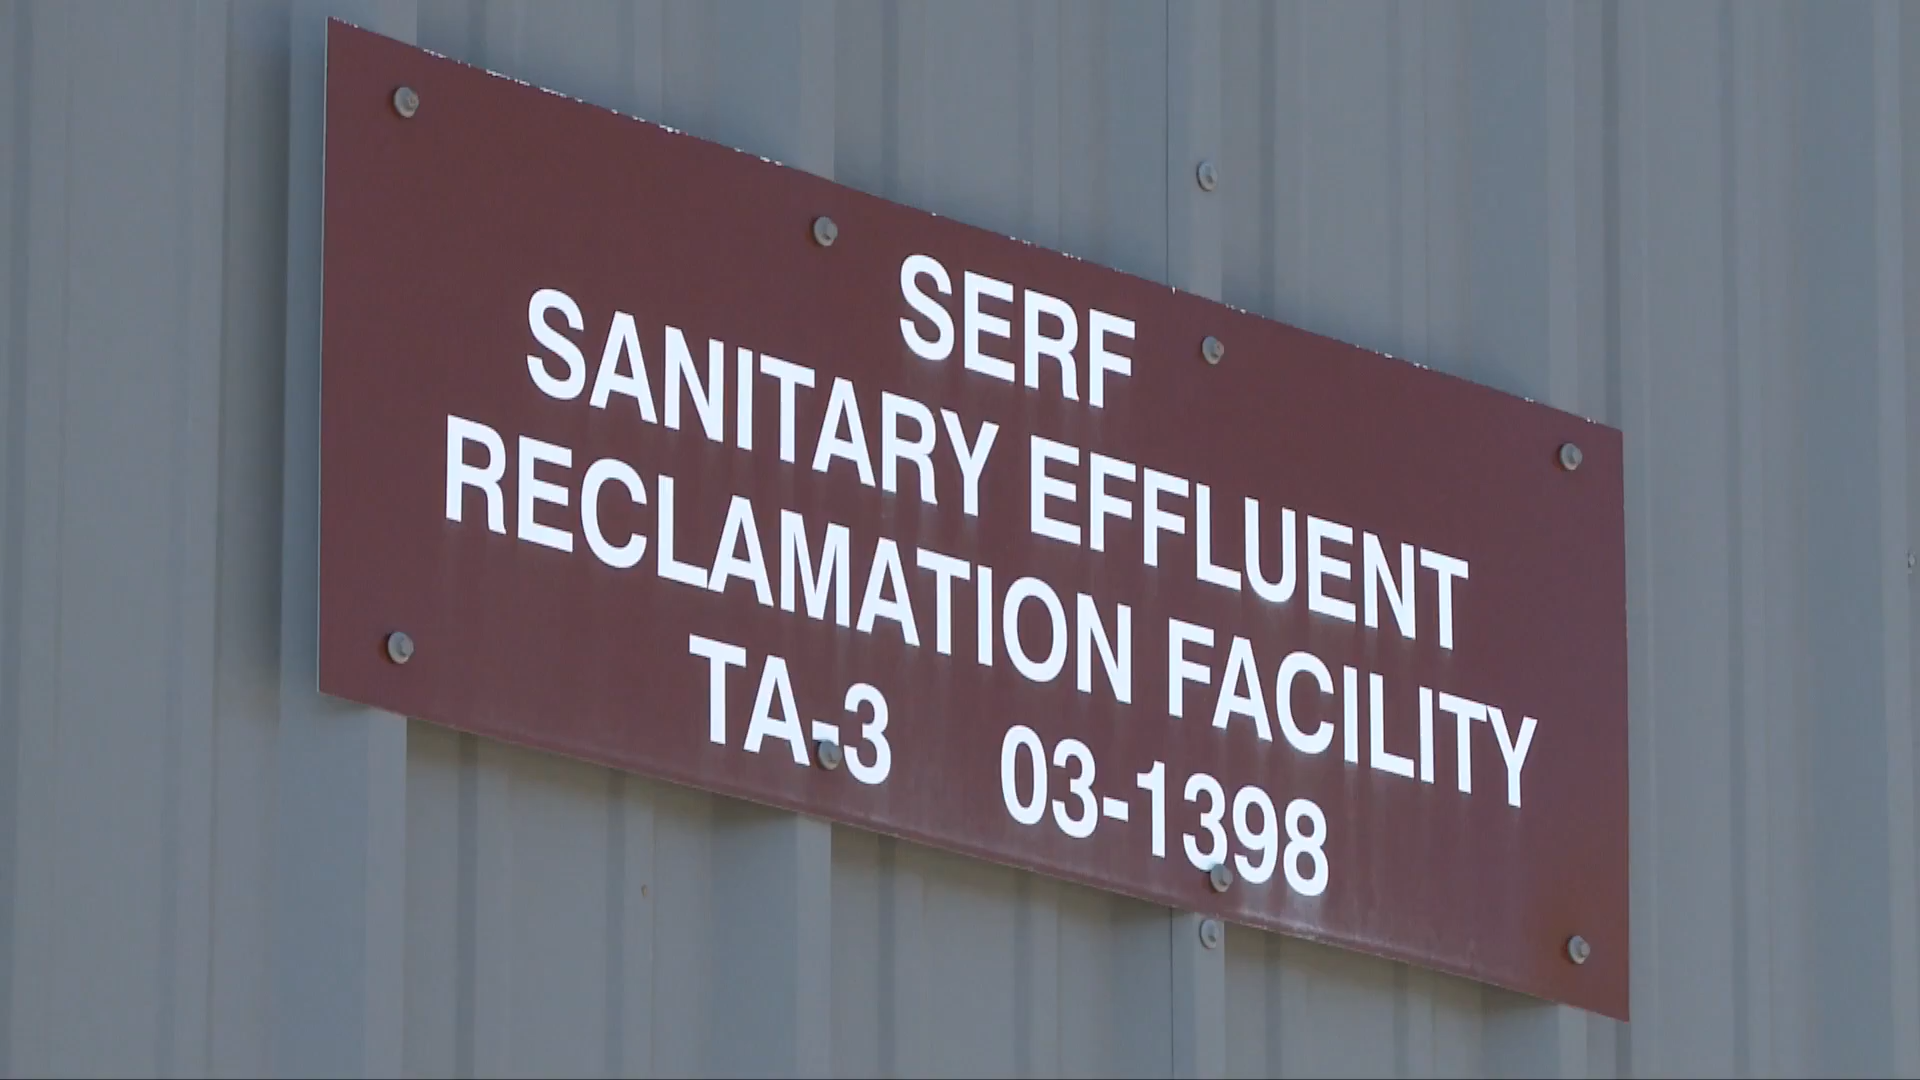 SERF
SANITARY EFFLUENT
RECLAMATION FACILITY
TA-3 03-1398